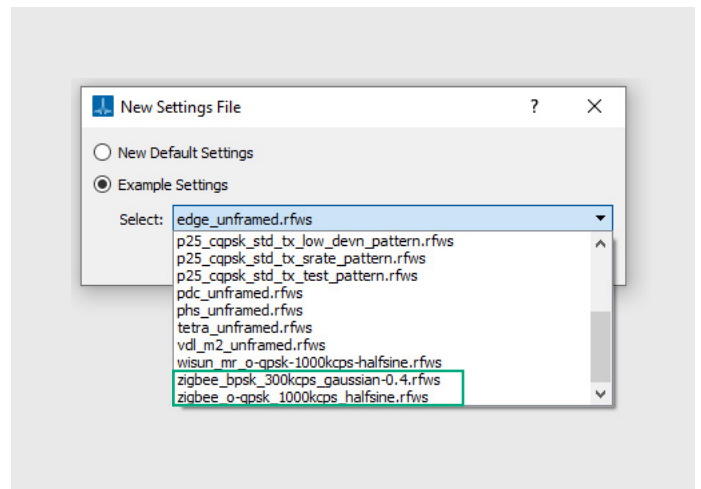 New Settings File ?
New Default Settings
Example Settings
Select: edge_unframed.rfws
p25_cqpsk_std_tx_low_devn_pattern.rfws
p25_cqpsk_std_tx_srate_pattern.rfws
p25_cqpsk_std_tx_test_pattern.rfws
pdc_unframed.rfws
phs_unframed.rfws
tetra_unframed.rfws
vdl_m2_unframed.rfws
wisun_mr_o-qpsk-1000kcps-halfsine.rfws
zigbee_bpsk_300kcps_gaussian-0.4.rfws
zigbee_o-qpsk_1000kcps_halfsine.rfws